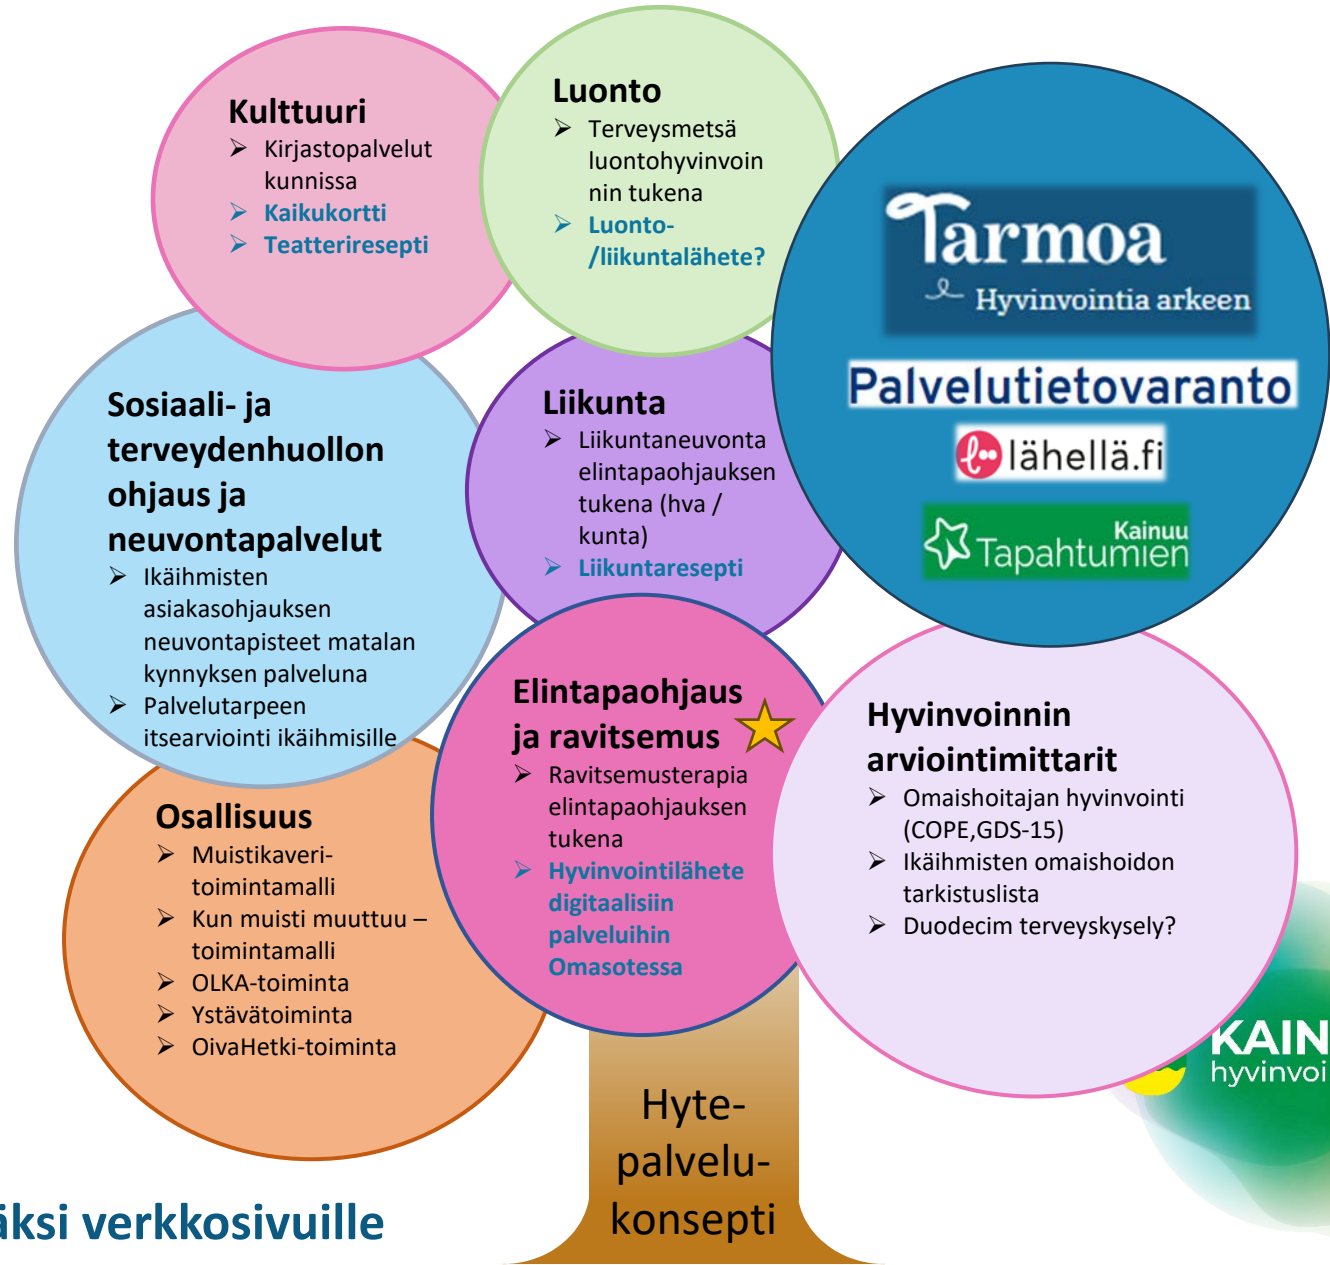 Kulttuuri
➢ Kirjastopalvelut
kunnissa
➢ Kaikukortti
➢ Teatteriresepti
Luonto
➢ Terveysmetsä
luontohyvinvoin
nin tukena
➢ Luonto-
/liikuntalähete?
Tarmoa
Hyvinvointia arkeen
Palvelutietovaranto
lähellä.fi
Kainuu
Tapahtumien
Sosiaali- ja
terveydenhuollon
ohjaus ja
neuvontapalvelut
➢ Ikäihmisten
asiakasohjauksen
neuvontapisteet matalan
kynnyksen palveluna
➢ Palvelutarpeen
itsearviointi ikäihmisille
Liikunta
➢ Liikuntaneuvonta
elintapaohjauksen
tukena (hva /
kunta)
➢ Liikuntaresepti
Elintapaohjaus
ja ravitsemus
➢ Ravitsemusterapia
elintapaohjauksen
tukena
➢ Hyvinvointilähete
digitaalisiin
palveluihin
Omasotessa
Hyvinvoinnin
arviointimittarit
➢ Omaishoitajan hyvinvointi
(COPE,GDS-15)
➢ Ikäihmisten omaishoidon
tarkistuslista
➢ Duodecim terveyskysely?
Osallisuus
➢ Muistikaveri-
toimintamalli
➢ Kun muisti muuttuu –
toimintamalli
➢ OLKA-toiminta
➢ Ystävätoiminta
➢ OivaHetki-toiminta
KAIN
hyvinvoi
Hyte-
palvelu-
konsepti
äksi verkkosivuille